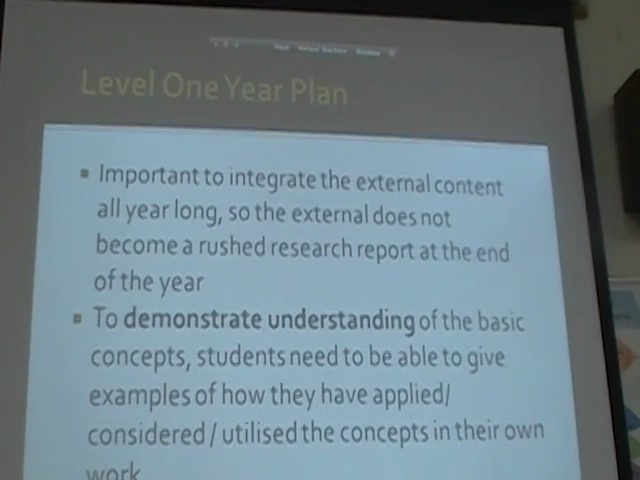 Level One Year Plan
Important to integrate the external content
all year long, so the external does not
become a rushed research report at the end
of the year
To demonstrate understanding of the basic
concepts, students need to be able to give
examples of how they have applied/
considered / utilised the concepts in their own
work